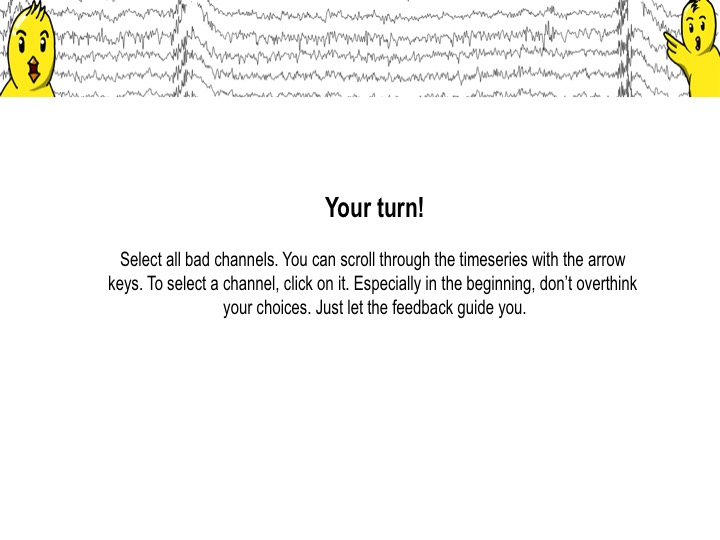 Your turn!
Select all bad channels. You can scroll through the timeseries with the arrow
keys. To select a channel, click on it. Especially in the beginning, don’t overthink
your choices. Just let the feedback guide you.